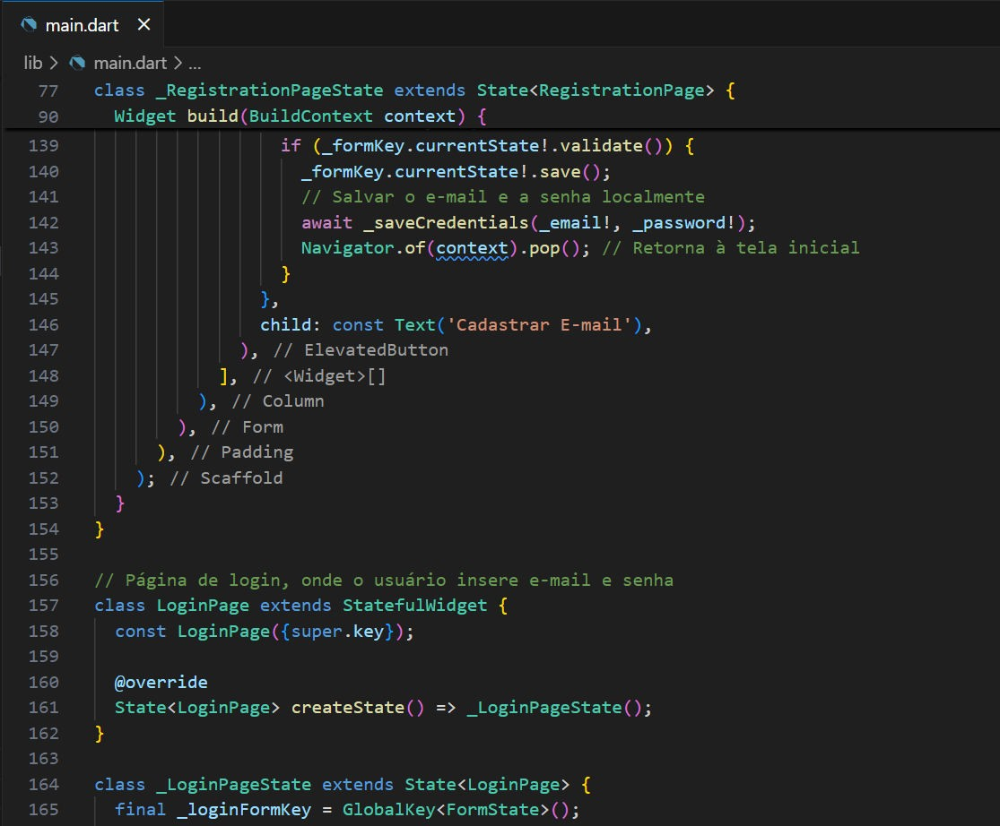 main.dart
lib > main.dart > ...
77 class _RegistrationPageState extends State<RegistrationPage> {
90 Widget build(BuildContext context) {
139 if (_formKey.currentState!.validate()) {
140 _formKey.currentState!.save();
141 // Salvar o e-mail e a senha localmente
142 await _saveCredentials(_email!, _password!);
143 Navigator.of(context).pop(); // Retorna à tela inicial
144 }
145 },
146 child: const Text('Cadastrar E-mail'),
147 ), // ElevatedButton
148 ], // <Widget>[]
149 ), // Column
150 ), // Form
151 ), // Padding
152 ); // Scaffold
153 }
154 }
155
156 // Página de login, onde o usuário insere e-mail e senha
157 class LoginPage extends StatefulWidget {
158 const LoginPage({super.key});
159
160 @override
161 State<LoginPage> createState() => _LoginPageState();
162 }
163
164 class _LoginPageState extends State<LoginPage> {
165 final _loginFormKey = GlobalKey<FormState>();